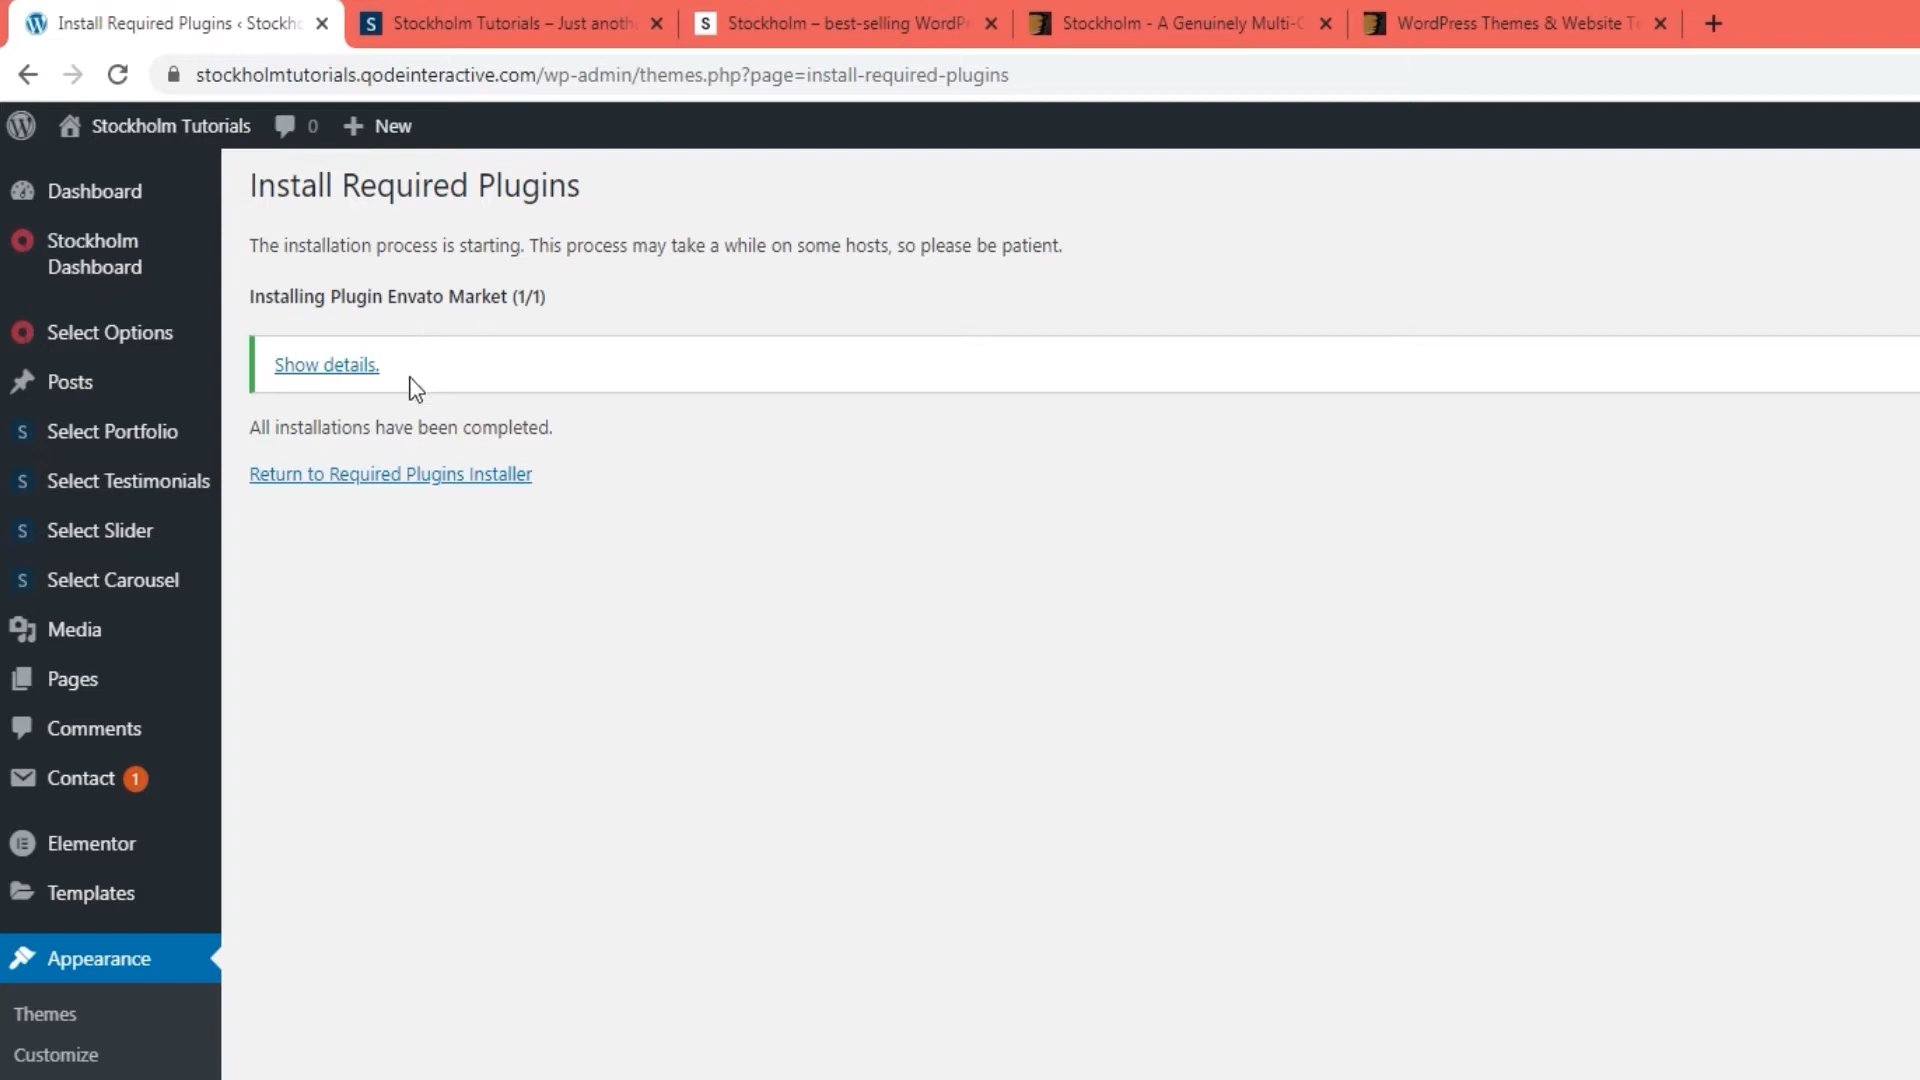 Install Required Plugins ‹ Stockho
Stockholm Tutorials – Just anoth
Stockholm – best-selling WordPr
Stockholm - A Genuinely Multi-C
WordPress Themes & Website Te
stockholmtutorials.qodeinteractive.com/wp-admin/themes.php?page=install-required-plugins
Stockholm Tutorials
0
New
Dashboard
Stockholm
Dashboard
Select Options
Posts
Select Portfolio
Select Testimonials
Select Slider
Select Carousel
Media
Pages
Comments
Contact 1
Elementor
Templates
Appearance
Themes
Customize
Install Required Plugins
The installation process is starting. This process may take a while on some hosts, so please be patient.
Installing Plugin Envato Market (1/1)
Show details.
All installations have been completed.
Return to Required Plugins Installer